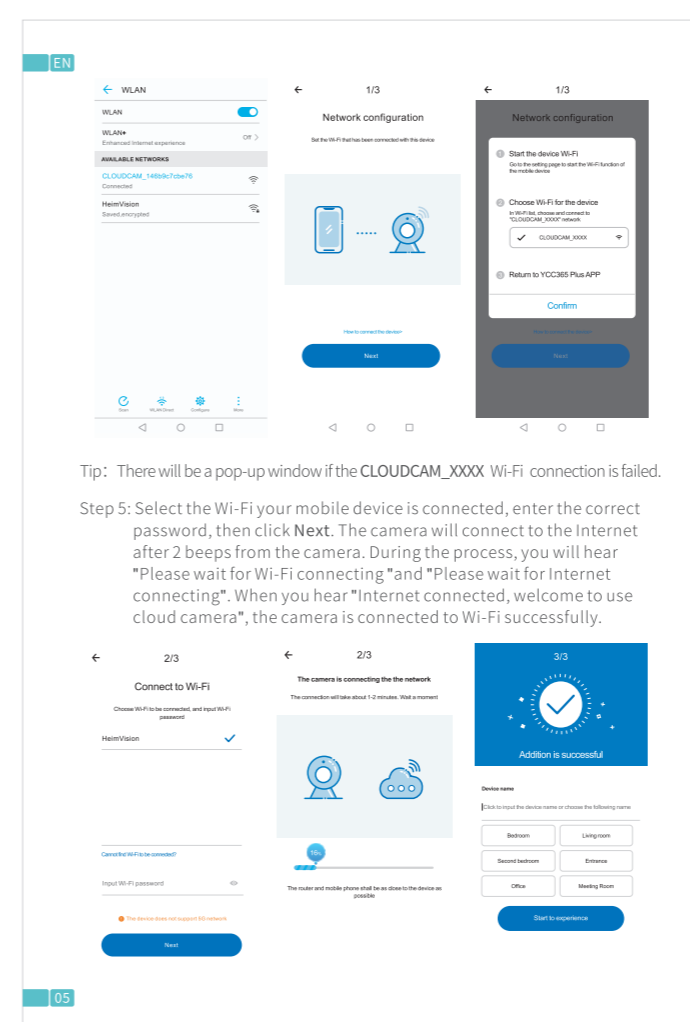 EN
WLAN
WLAN
WLAN+
Enhanced Internet experience
Off
AVAILABLE NETWORKS
CLOUDCAM_146b9c7cbe76
Connected
HeimVision
Saved,encrypted
Scan
WLAN Direct
Configure
More
1/3
Network configuration
Set the Wi-Fi that has been connected with this device
How to connect the device>
Next
1/3
Network configuration
1 Start the device Wi-Fi
Go to the setting page to start the Wi-Fi function of
the mobile device
2 Choose Wi-Fi for the device
In Wi-Fi list, choose and connect to
"CLOUDCAM_XXXX" network
CLOUDCAM_XXXX
3 Return to YCC365 Plus APP
Confirm
Next
Tip: There will be a pop-up window if the CLOUDCAM_XXXX Wi-Fi connection is failed.
Step 5: Select the Wi-Fi your mobile device is connected, enter the correct
password, then click Next. The camera will connect to the Internet
after 2 beeps from the camera. During the process, you will hear
"Please wait for Wi-Fi connecting "and "Please wait for Internet
connecting". When you hear "Internet connected, welcome to use
cloud camera", the camera is connected to Wi-Fi successfully.
2/3
Connect to Wi-Fi
Choose Wi-Fi to be connected, and input Wi-Fi
password
HeimVision
Cannot find Wi-Fi to be connected?
Input Wi-Fi password
The device does not support 5G network
Next
2/3
The camera is connecting the the network
The connection will take about 1-2 minutes. Wait a moment
16%
The router and mobile phone shall be as close to the device as
possible
3/3
Addition is successful
Device name
Click to input the device name or choose the following name
Bedroom
Living room
Second bedroom
Entrance
Office
Meeting Room
Start to experience
05